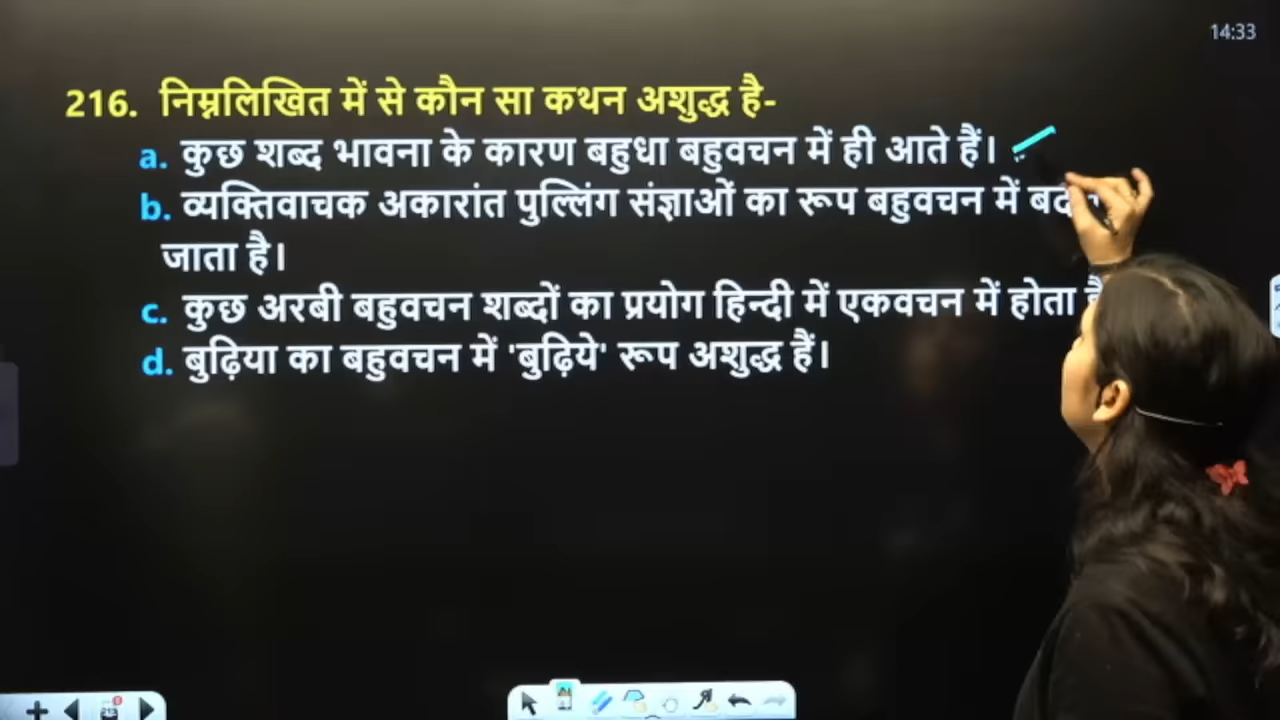 14:33
216. निम्नलिखित में से कौन सा कथन अशुद्ध है-
a. कुछ शब्द भावना के कारण बहुधा बहुवचन में ही आते हैं।
b. व्यक्तिवाचक अकारांत पुल्लिंग संज्ञाओं का रूप बहुवचन में
जाता है।
c. कुछ अरबी बहुवचन शब्दों का प्रयोग हिन्दी में एकवचन में होता
d. बुढ़िया का बहुवचन में 'बुढ़िये' रूप अशुद्ध हैं।